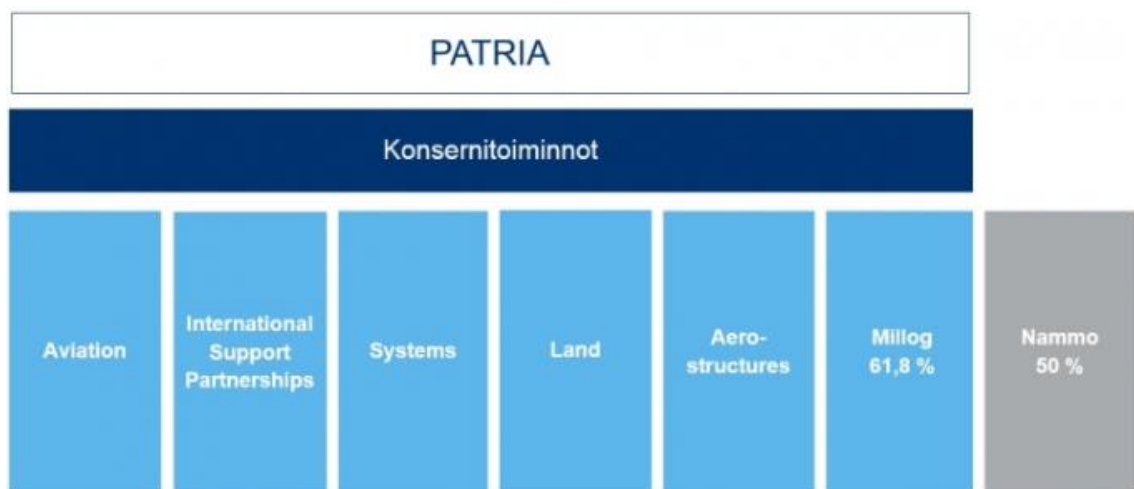 PATRIA
Konsernitoiminnot
Aviation
International
Support
Partnerships
Systems
Land
Aero-
structures
Millog
61,8 %
Nammo
50 %